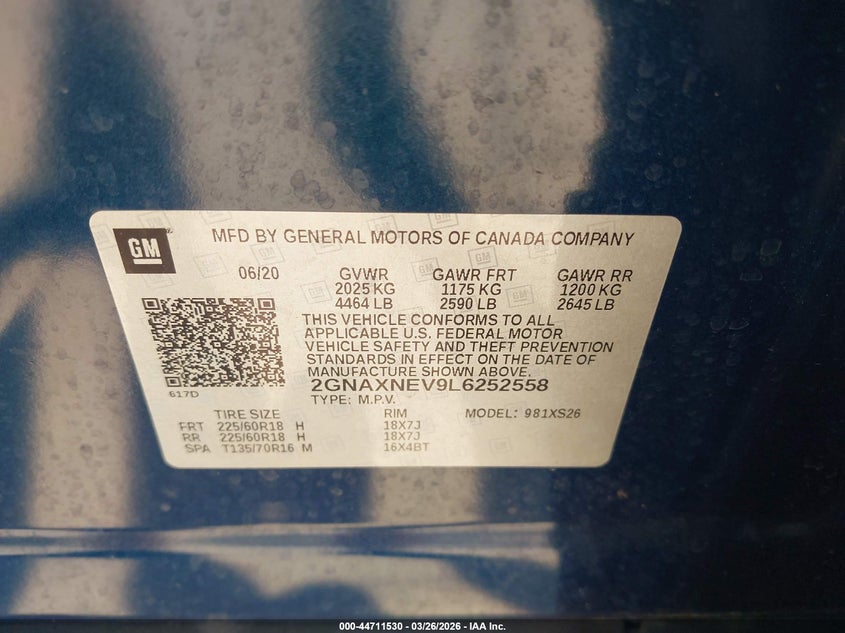 GM
MFD BY GENERAL MOTORS OF CANADA COMPANY
06/20 GVWR GAWR FRT GAWR RR
2025 KG 1175 KG 1200 KG
4464 LB 2590 LB 2645 LB
THIS VEHICLE CONFORMS TO ALL
APPLICABLE U.S. FEDERAL MOTOR
VEHICLE SAFETY AND THEFT PREVENTION
STANDARDS IN EFFECT ON THE DATE OF
MANUFACTURE SHOWN ABOVE.
617D 2GNAXNEV9L6252558
TYPE: M.P.V.
TIRE SIZE RIM MODEL: 981XS26
FRT 225/60R18 H 18X7J
RR 225/60R18 H 18X7J
SPA T135/70R16 M 16X4BT
000-44711530 - 03/26/2026 - IAA Inc.